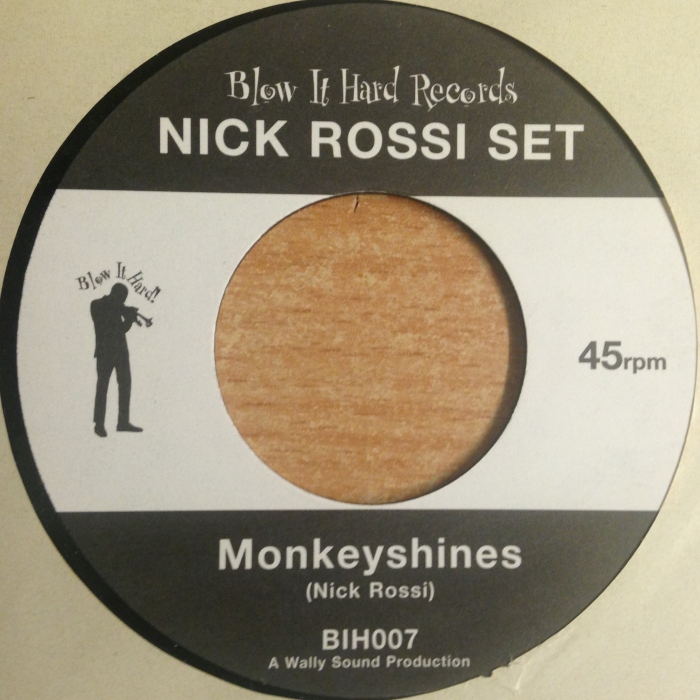 Blow It Hard Records
NICK ROSSI SET
Blow It Hard!
45rpm
Monkeyshines
(Nick Rossi)
BIH007
A Wally Sound Production